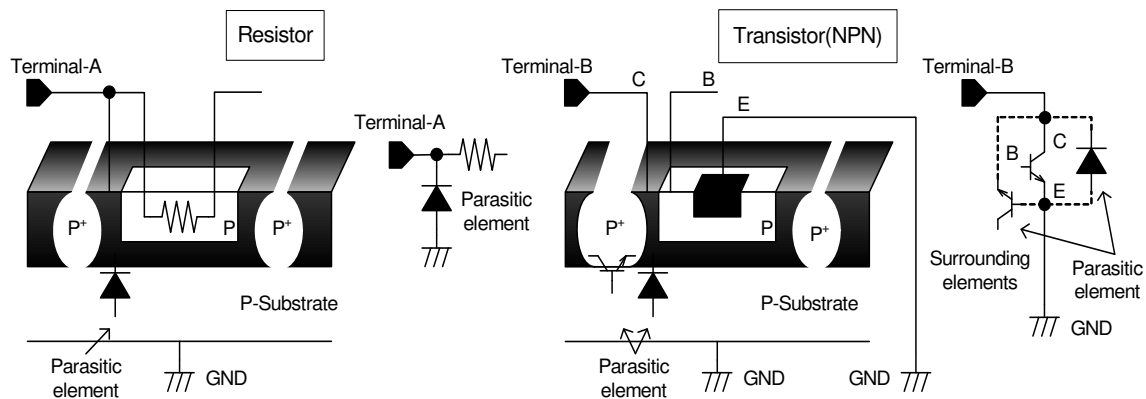 Resistor
Terminal-A
P+
P
P+
P-Substrate
Parasitic
element
GND
Terminal-A
Parasitic
element
Transistor(NPN)
Terminal-B
C
B
E
P+
P
P+
P-Substrate
Parasitic
element
GND
GND
Terminal-B
C
B
E
Surrounding
elements
Parasitic
element
GND